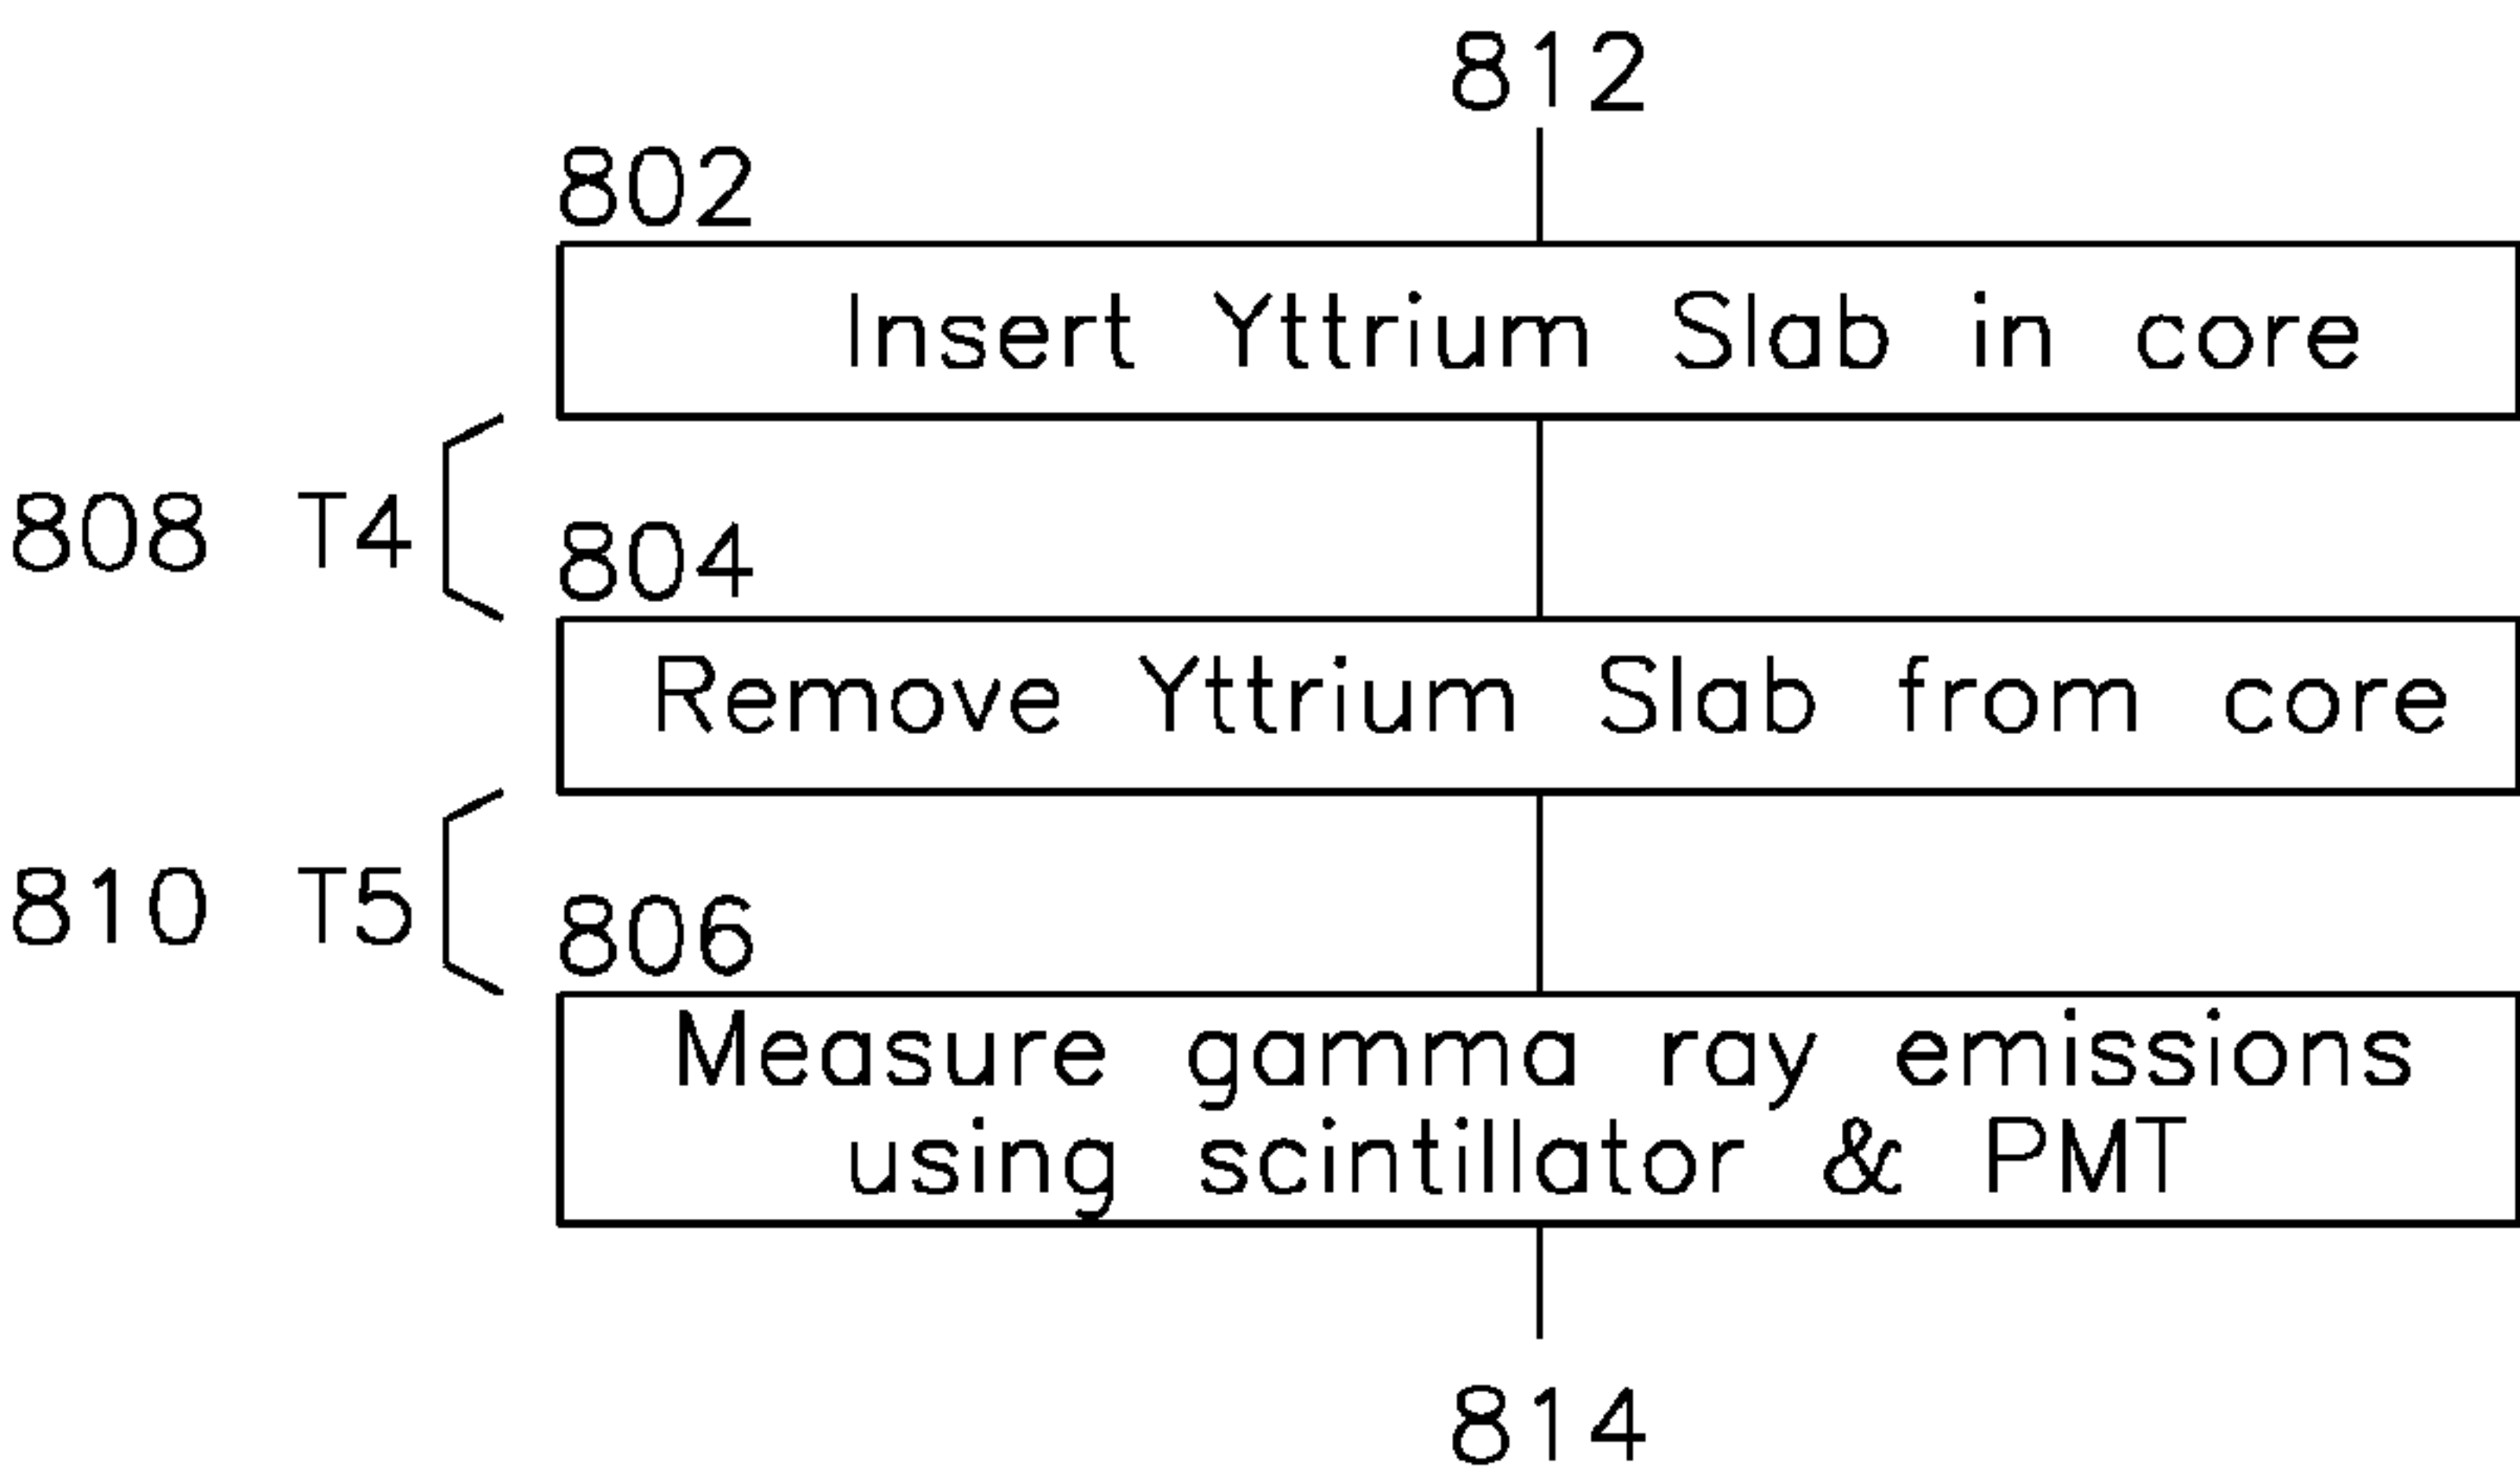 812
802
Insert Yttrium Slab in core
808 T4
804
Remove Yttrium Slab from core
810 T5
806
Measure gamma ray emissions
using scintillator & PMT
814